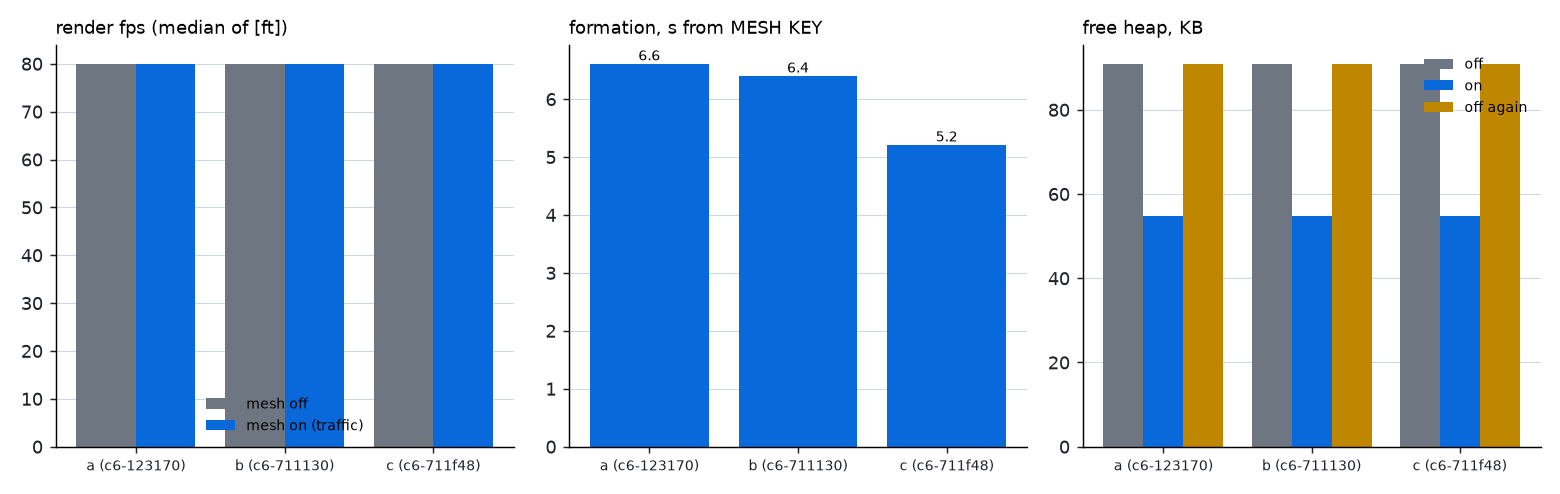 render fps (median of [ft])
80
70
60
50
40
30
20
10
0
mesh off
mesh on (traffic)
a (c6-123170)
b (c6-711130)
c (c6-711f48)
formation, s from MESH KEY
6.6
6.4
5.2
6
5
4
3
2
1
0
a (c6-123170)
b (c6-711130)
c (c6-711f48)
free heap, KB
off
on
off again
80
60
40
20
0
a (c6-123170)
b (c6-711130)
c (c6-711f48)